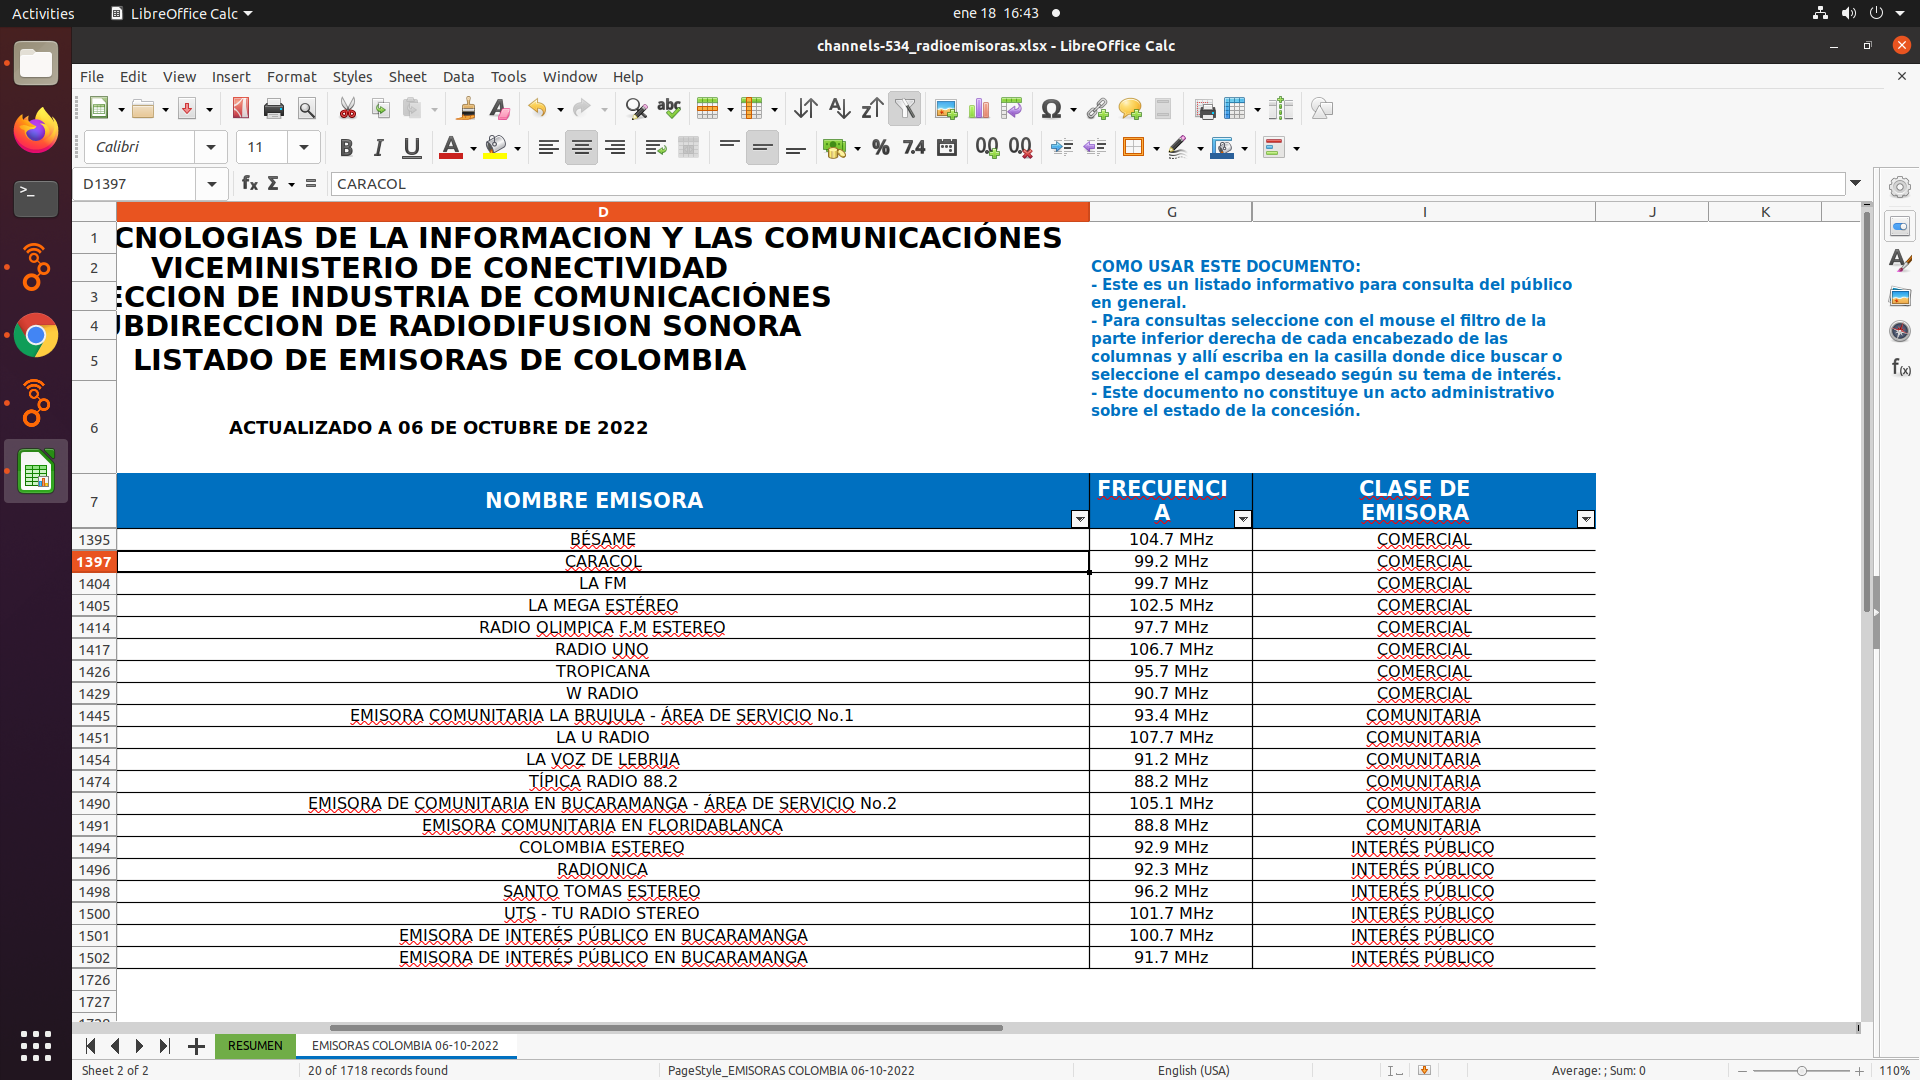 Activities
LibreOffice Calc
ene 18 16:43
channels-534_radioemisoras.xlsx - LibreOffice Calc
File Edit View Insert Format Styles Sheet Data Tools Window Help
Calibri 11
D1397 CARACOL
D G I J K
1 CNOLOGIAS DE LA INFORMACION Y LAS COMUNICACIÓNES
2 VICEMINISTERIO DE CONECTIVIDAD
3 ECCION DE INDUSTRIA DE COMUNICACIÓNES
4 UBDIRECCION DE RADIODIFUSION SONORA
5 LISTADO DE EMISORAS DE COLOMBIA
6 ACTUALIZADO A 06 DE OCTUBRE DE 2022
COMO USAR ESTE DOCUMENTO:
- Este es un listado informativo para consulta del público
en general.
- Para consultas seleccione con el mouse el filtro de la
parte inferior derecha de cada encabezado de las
columnas y allí escriba en la casilla donde dice buscar o
seleccione el campo deseado según su tema de interés.
- Este documento no constituye un acto administrativo
sobre el estado de la concesión.
7 NOMBRE EMISORA
FRECUENCI
A
CLASE DE
EMISORA
1395 BÉSAME 104.7 MHz COMERCIAL
1397 CARACOL 99.2 MHz COMERCIAL
1404 LA FM 99.7 MHz COMERCIAL
1405 LA MEGA ESTÉREO 102.5 MHz COMERCIAL
1414 RADIO OLIMPICA F.M ESTEREO 97.7 MHz COMERCIAL
1417 RADIO UNO 106.7 MHz COMERCIAL
1426 TROPICANA 95.7 MHz COMERCIAL
1429 W RADIO 90.7 MHz COMERCIAL
1445 EMISORA COMUNITARIA LA BRUJULA - ÁREA DE SERVICIO No.1 93.4 MHz COMUNITARIA
1451 LA U RADIO 107.7 MHz COMUNITARIA
1454 LA VOZ DE LEBRIJA 91.2 MHz COMUNITARIA
1474 TÍPICA RADIO 88.2 88.2 MHz COMUNITARIA
1490 EMISORA DE COMUNITARIA EN BUCARAMANGA - ÁREA DE SERVICIO No.2 105.1 MHz COMUNITARIA
1491 EMISORA COMUNITARIA EN FLORIDABLANCA 88.8 MHz COMUNITARIA
1494 COLOMBIA ESTEREO 92.9 MHz INTERÉS PÚBLICO
1496 RADIONICA 92.3 MHz INTERÉS PÚBLICO
1498 SANTO TOMAS ESTEREO 96.2 MHz INTERÉS PÚBLICO
1500 UTS - TU RADIO STEREO 101.7 MHz INTERÉS PÚBLICO
1501 EMISORA DE INTERÉS PÚBLICO EN BUCARAMANGA 100.7 MHz INTERÉS PÚBLICO
1502 EMISORA DE INTERÉS PÚBLICO EN BUCARAMANGA 91.7 MHz INTERÉS PÚBLICO
1726
1727
1728
RESUMEN EMISORAS COLOMBIA 06-10-2022
Sheet 2 of 2 20 of 1718 records found PageStyle_EMISORAS COLOMBIA 06-10-2022 English (USA) Average: ; Sum: 0 110%